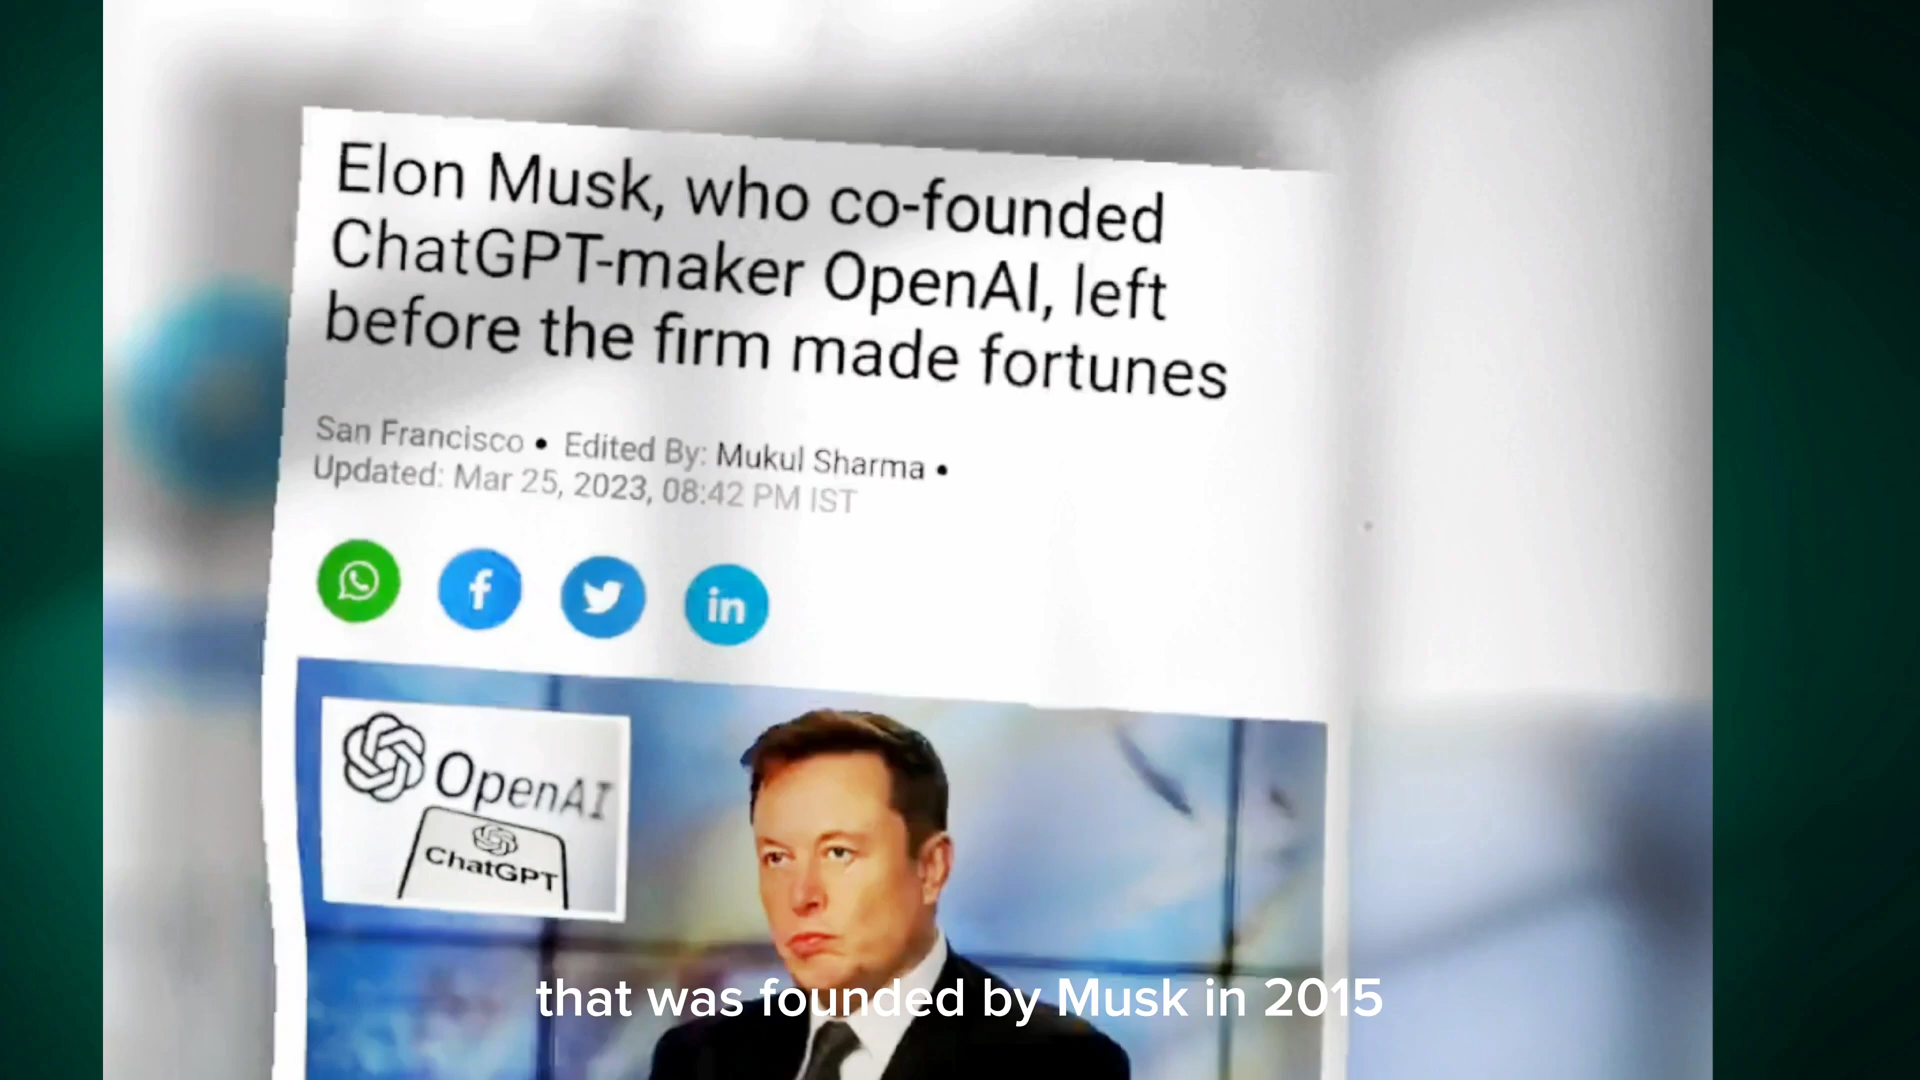 Elon Musk, who co-founded
ChatGPT-maker OpenAI, left
before the firm made fortunes
San Francisco • Edited By: Mukul Sharma •
Updated: Mar 25, 2023, 08:42 PM IST
f
in
OpenAI
ChatGPT
that was founded by Musk in 2015